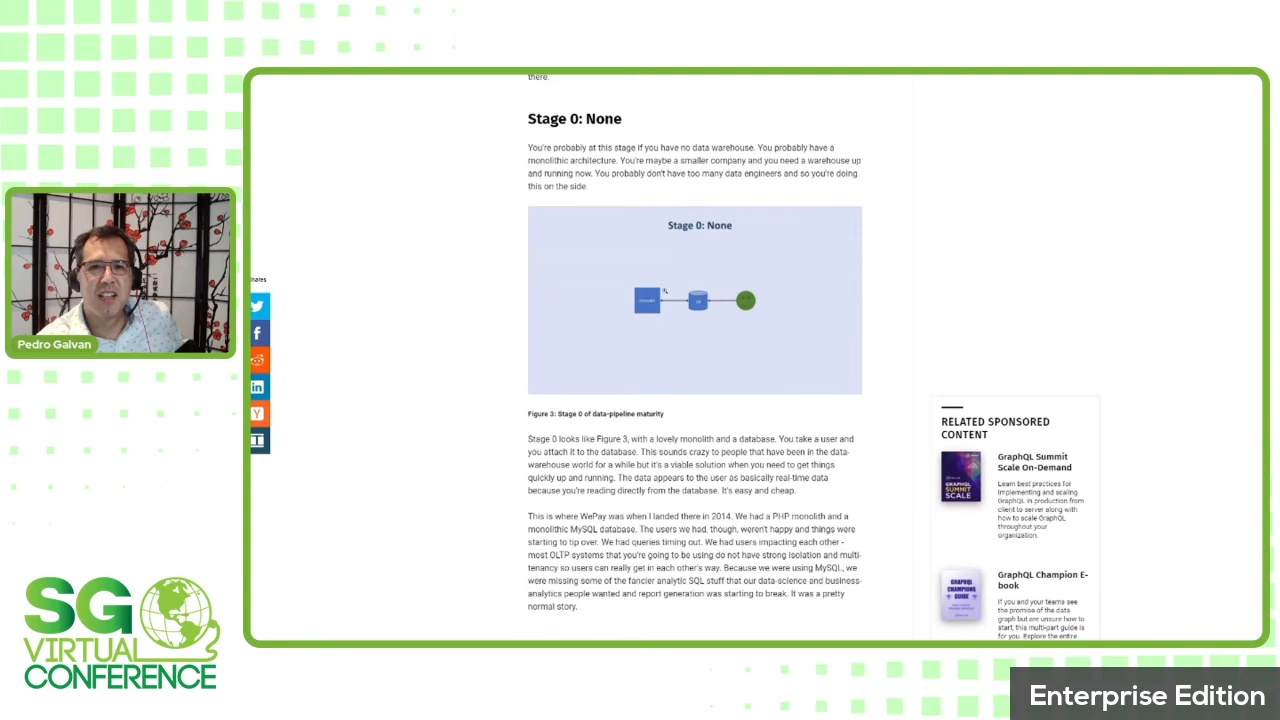 there.
Stage 0: None
You're probably at this stage if you have no data warehouse. You probably have a
monolithic architecture. You're maybe a smaller company and you need a warehouse up
and running now. You probably don't have too many data engineers and so you're doing
this on the side.
Stage 0: None
DB
Figure 3: Stage 0 of data-pipeline maturity
Stage 0 looks like Figure 3, with a lovely monolith and a database. You take a user and
you attach it to the database. This sounds crazy to people that have been in the data-
warehouse world for a while but it's a viable solution when you need to get things
quickly up and running. The data appears to the user as basically real-time data
because you're reading directly from the database. It's easy and cheap.
This is where WePay was when I landed there in 2014. We had a PHP monolith and a
monolithic MySQL database. The users we had, though, weren't happy and things were
starting to tip over. We had queries timing out. We had users impacting each other -
most OLTP systems that you're going to be using do not have strong isolation and multi-
tenancy so users can really get in each other's way. Because we were using MySQL, we
were missing some of the fancier analytic SQL stuff that our data-science and business-
analytics people wanted and report generation was starting to break. It was a pretty
normal story.
hares
RELATED SPONSORED
CONTENT
GRAPHQL
SUMMIT
SCALE
GraphQL Summit
Scale On-Demand
Learn best practices for
implementing and scaling
GraphQL in production from
client to server along with
how to scale GraphQL
throughout your
organization.
GRAPHQL
CHAMPIONS
GUIDE
GraphQL Champion E-
book
If you and your teams see
the promise of the data
graph but are unsure how to
start, this multi-part guide is
for you. Explore the entire
Pedro Galvan
SG
VIRTUAL
CONFERENCE
Enterprise Edition